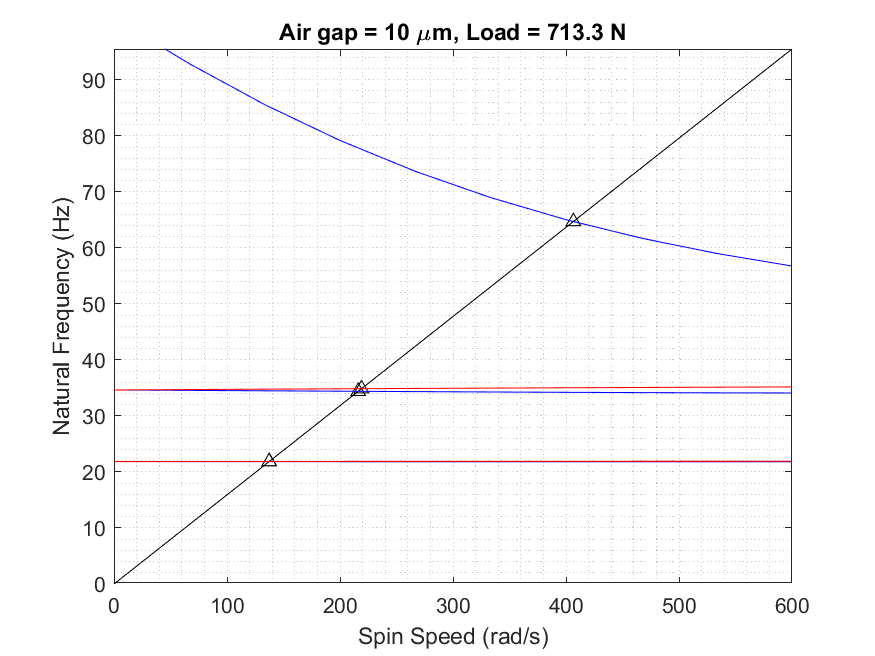 Air gap = 10 μm, Load = 713.3 N
Natural Frequency (Hz)
90
80
70
60
50
40
30
20
10
0
0 100 200 300 400 500 600
Spin Speed (rad/s)